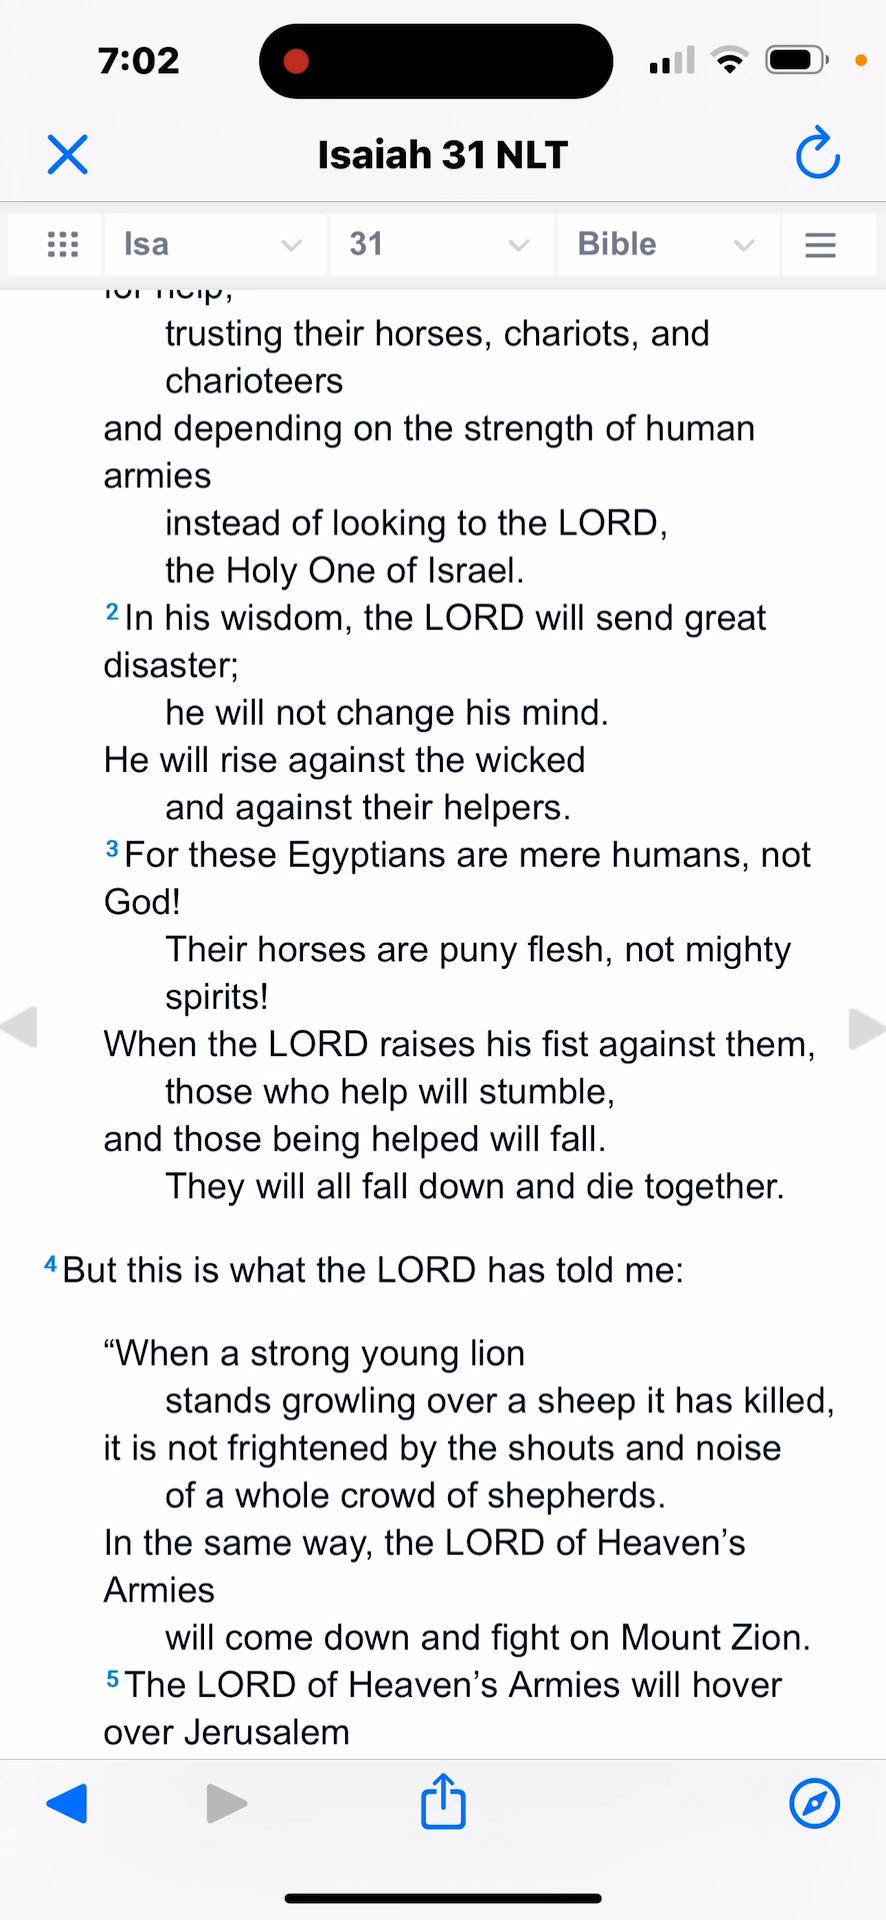 7:02
Isaiah 31 NLT
Isa
31
Bible
for help,
trusting their horses, chariots, and
charioteers
and depending on the strength of human
armies
instead of looking to the LORD,
the Holy One of Israel.
2 In his wisdom, the LORD will send great
disaster;
he will not change his mind.
He will rise against the wicked
and against their helpers.
3 For these Egyptians are mere humans, not
God!
Their horses are puny flesh, not mighty
spirits!
When the LORD raises his fist against them,
those who help will stumble,
and those being helped will fall.
They will all fall down and die together.
4 But this is what the LORD has told me:
“When a strong young lion
stands growling over a sheep it has killed,
it is not frightened by the shouts and noise
of a whole crowd of shepherds.
In the same way, the LORD of Heaven’s
Armies
will come down and fight on Mount Zion.
5 The LORD of Heaven’s Armies will hover
over Jerusalem